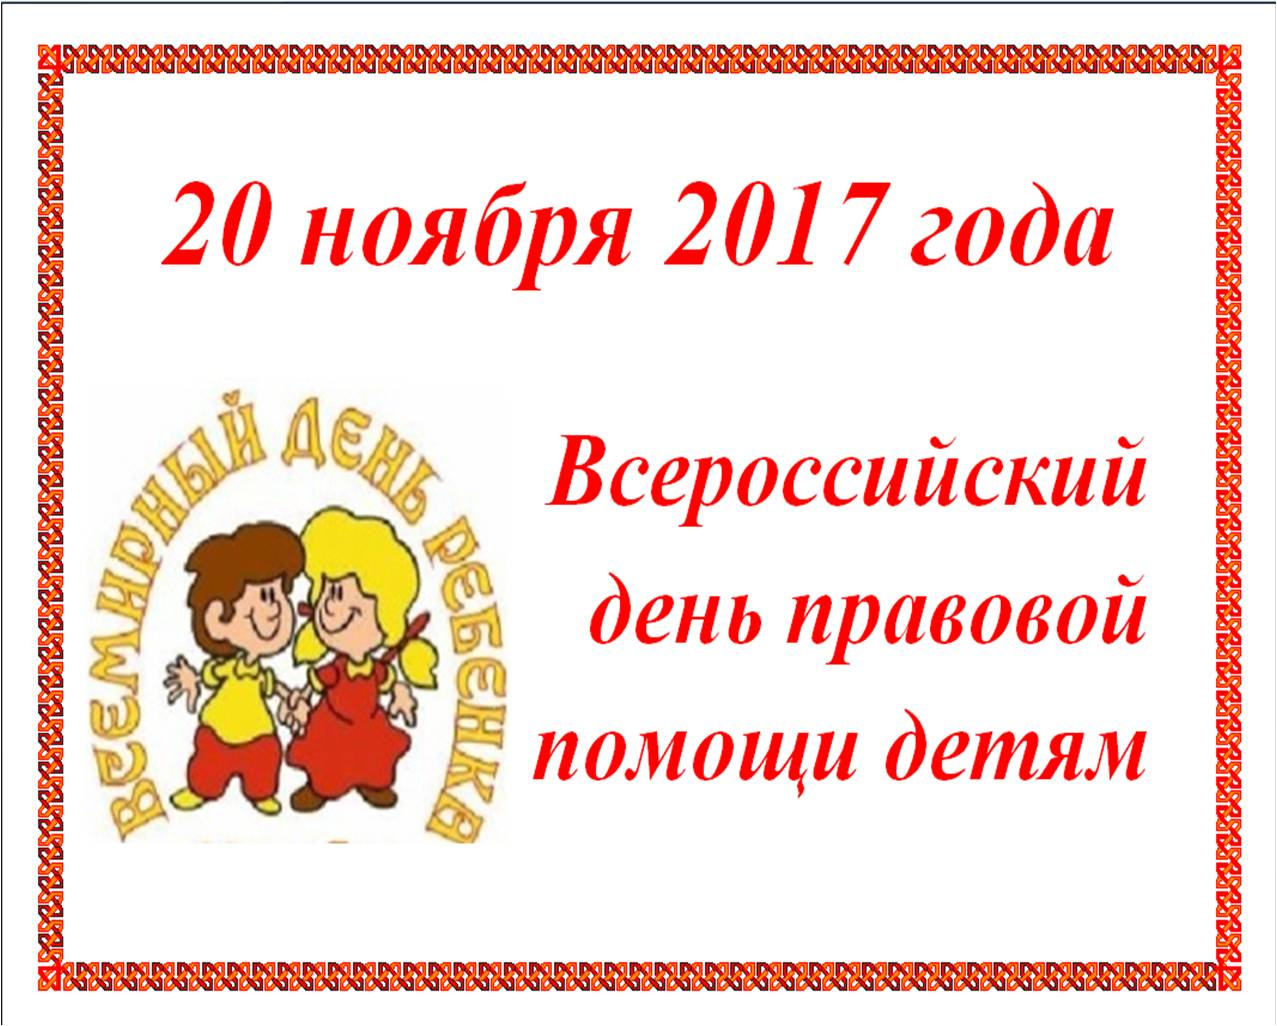 20 ноября 2017 года
ВСЕМИРНЫЙ ДЕНЬ РЕБЕНКА
Всероссийский
день правовой
помощи детям